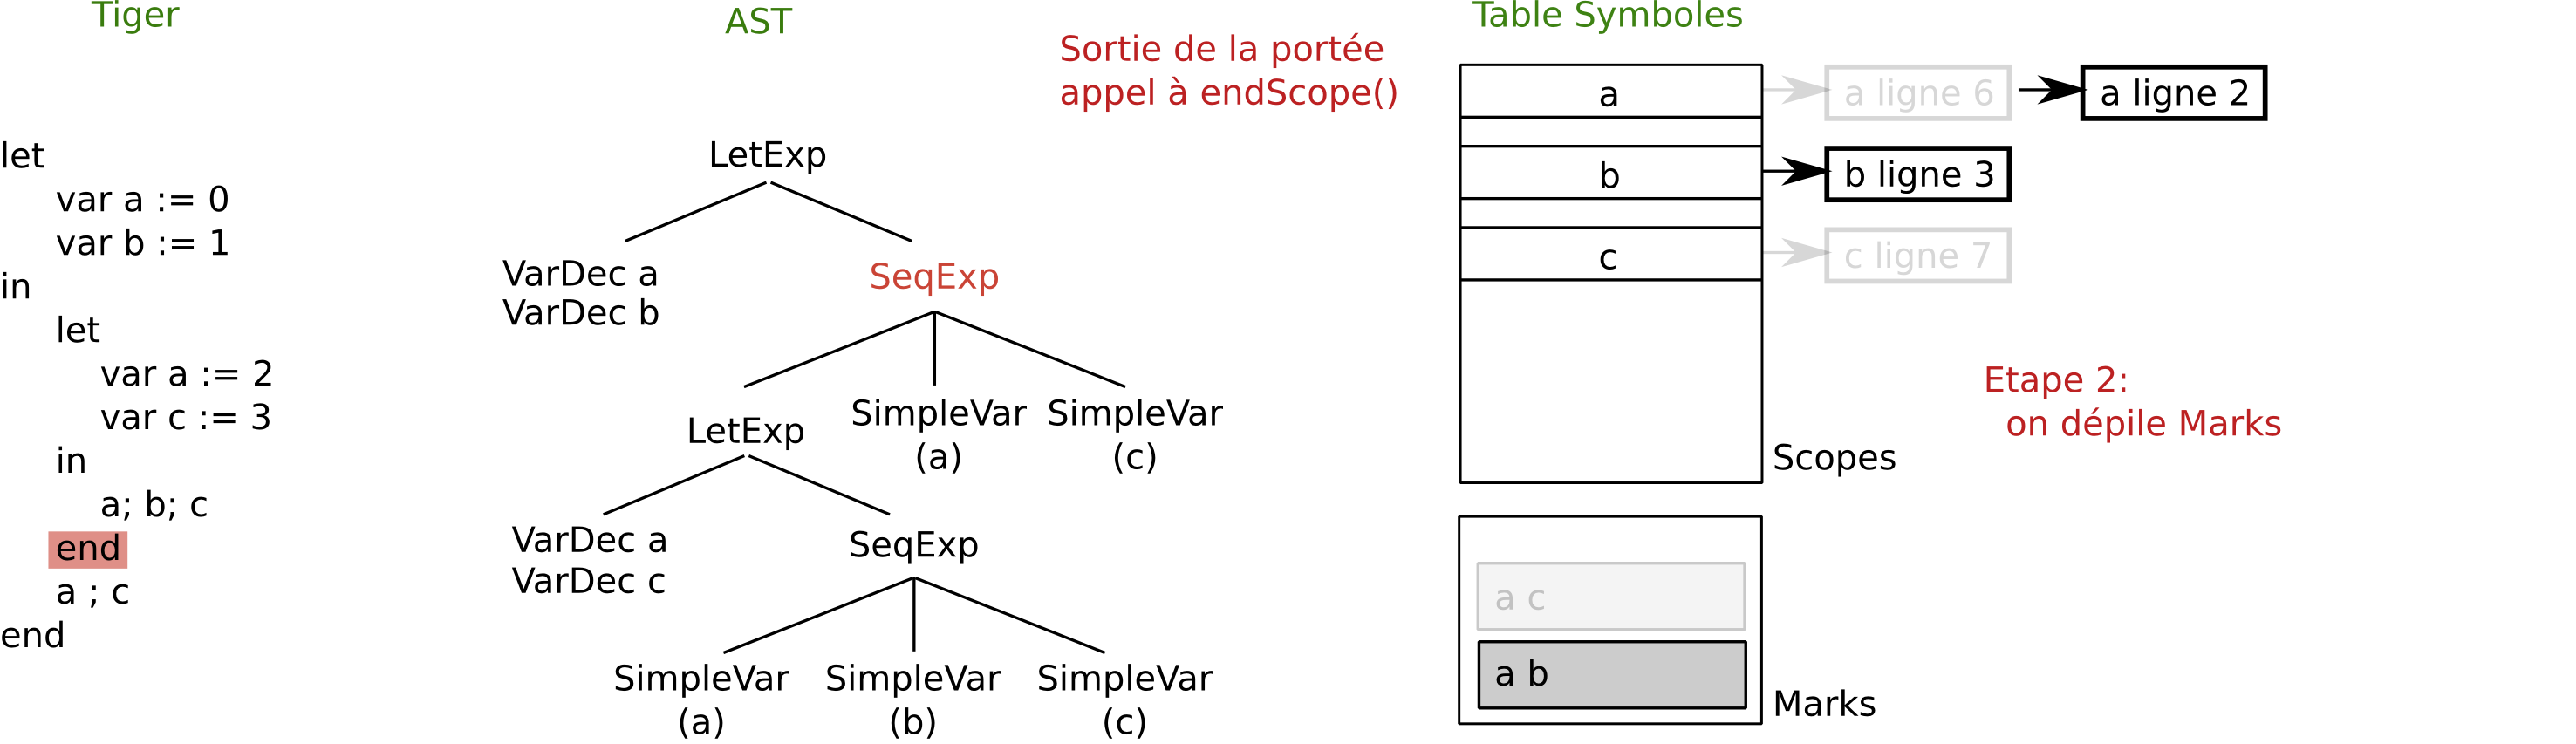 Tiger
let
var a := 0
var b := 1
in
let
var a := 2
var c := 3
in
a; b; c
end
a ; c
end
AST
LetExp
VarDec a
VarDec b
SeqExp
LetExp
SimpleVar
(a)
SimpleVar
(c)
VarDec a
VarDec c
SeqExp
SimpleVar
(a)
SimpleVar
(b)
SimpleVar
(c)
Sortie de la portée
appel à endScope()
Table Symboles
a
a ligne 6
a ligne 2
b
b ligne 3
c
c ligne 7
Scopes
Etape 2:
on dépile Marks
a c
a b
Marks